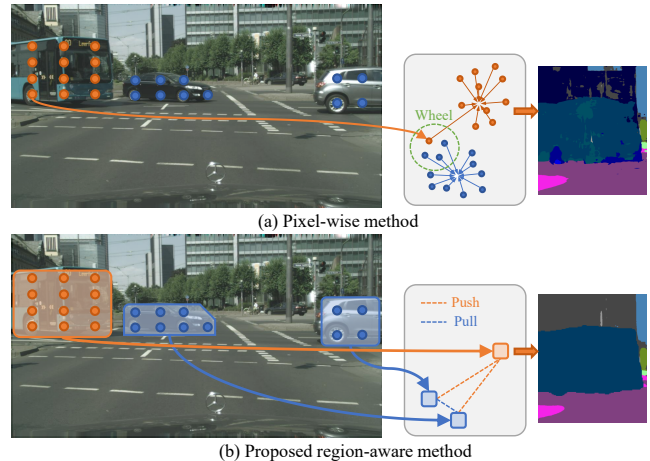 Wheel
(a) Pixel-wise method
Push
Pull
(b) Proposed region-aware method